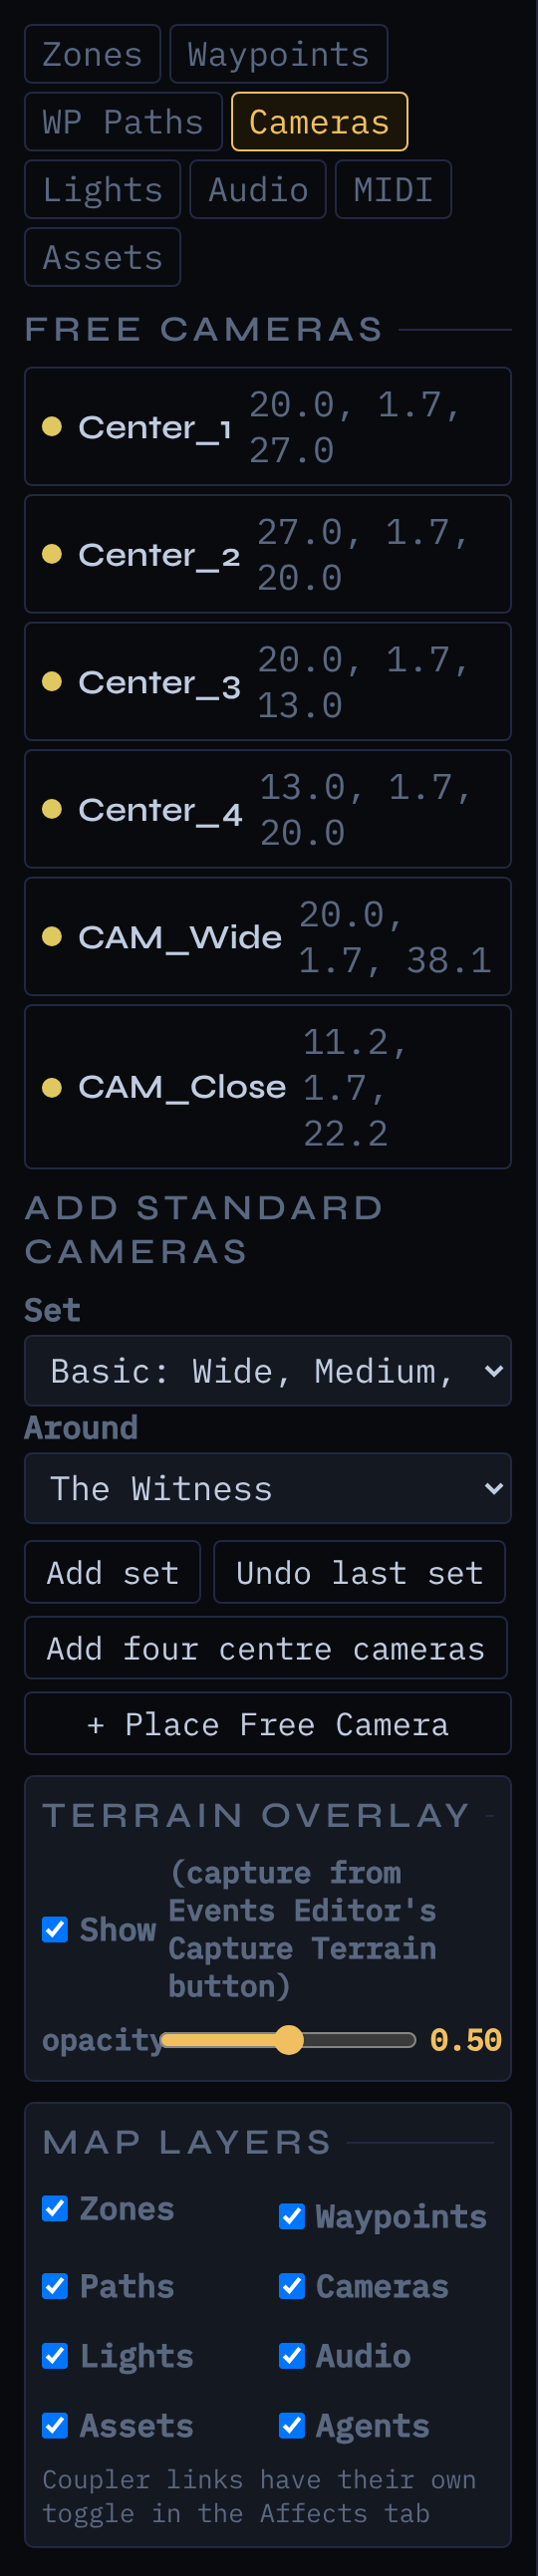 Zones Waypoints
WP Paths Cameras
Lights Audio MIDI
Assets
FREE CAMERAS
Center_1 20.0, 1.7,
27.0
Center_2 27.0, 1.7,
20.0
Center_3 20.0, 1.7,
13.0
Center_4 13.0, 1.7,
20.0
CAM_Wide 20.0,
1.7, 38.1
CAM_Close 11.2,
1.7,
22.2
ADD STANDARD
CAMERAS
Set
Basic: Wide, Medium,
Around
The Witness
Add set Undo last set
Add four centre cameras
+ Place Free Camera
TERRAIN OVERLAY
Show (capture from
Events Editor's
Capture Terrain
button)
opacity 0.50
MAP LAYERS
Zones Waypoints
Paths Cameras
Lights Audio
Assets Agents
Coupler links have their own
toggle in the Affects tab